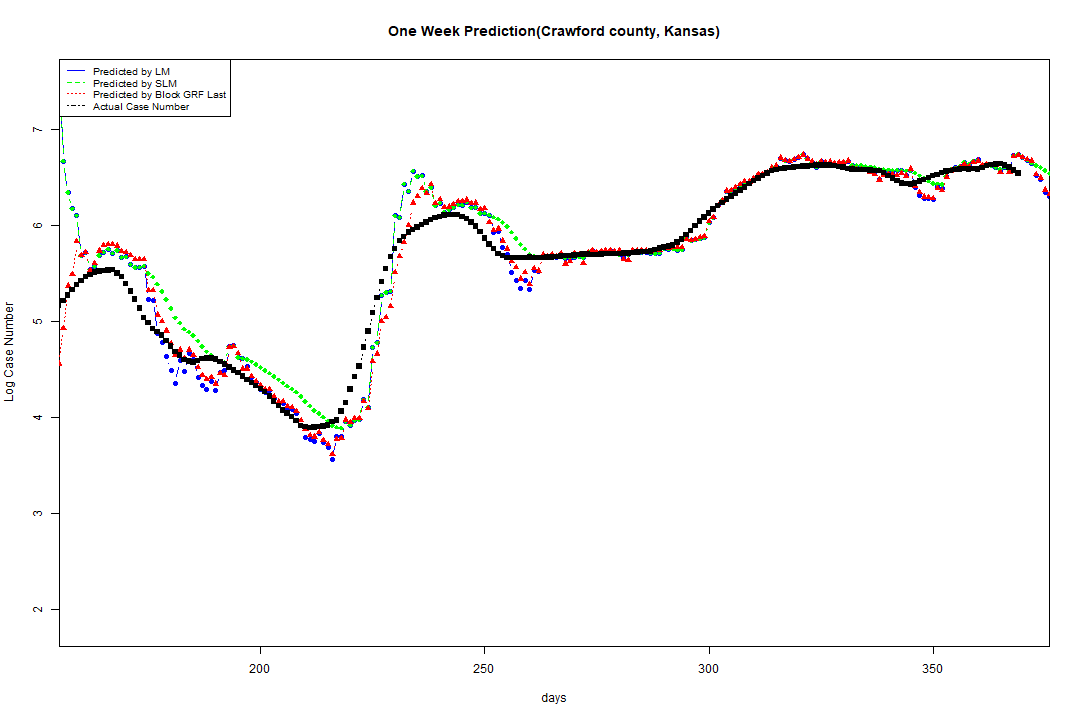 One Week Prediction(Crawford county, Kansas)
Predicted by LM
Predicted by SLM
Predicted by Block GRF Last
Actual Case Number
7
6
5
4
3
2
Log Case Number
200 250 300 350
days